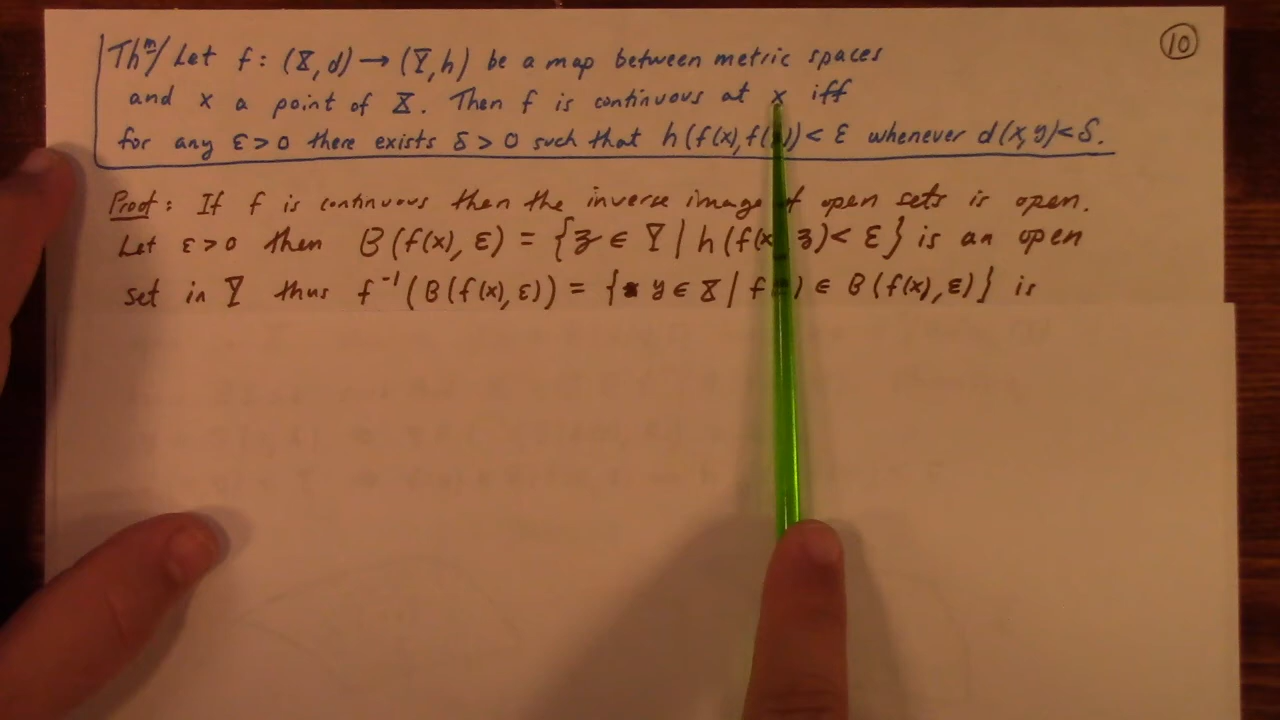 10
Thm/ Let f: (X, d) → (Y, h) be a map between metric spaces
and x a point of X. Then f is continuous at x iff
for any ε > 0 there exists δ > 0 such that h(f(x), f( )) < ε whenever d(x, y) < δ.
Proof: If f is continuous then the inverse image of open sets is open.
Let ε > 0 then B(f(x), ε) = {z ∈ Y | h(f(x z) < ε} is an open
set in Y thus f⁻¹(B(f(x), ε)) = { y ∈ X | f ) ∈ B(f(x), ε)} is